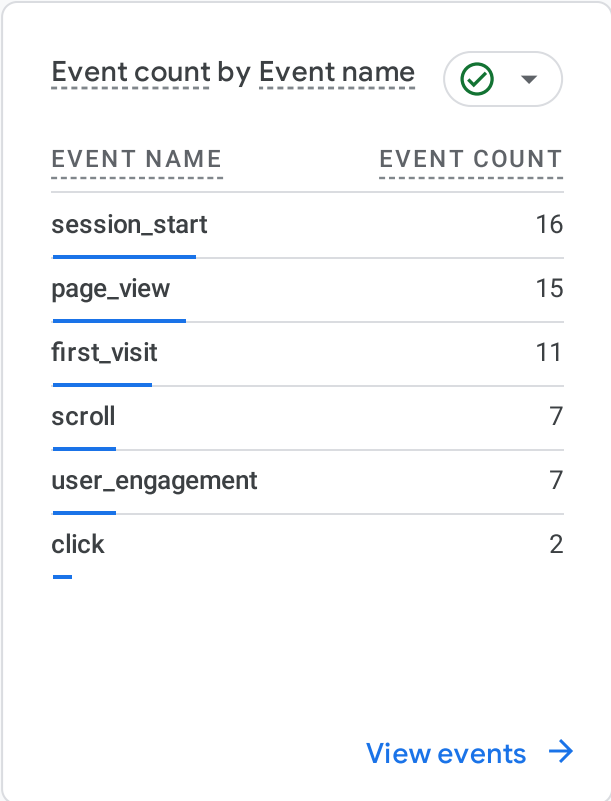 Event count by Event name
EVENT NAME EVENT COUNT
session_start 16
page_view 15
first_visit 11
scroll 7
user_engagement 7
click 2
View events